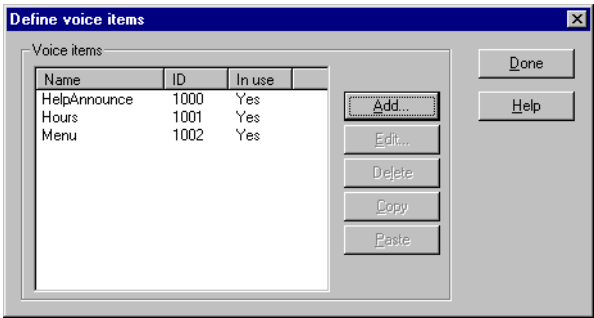 Define voice items
Voice items
Name ID In use
HelpAnnounce 1000 Yes
Hours 1001 Yes
Menu 1002 Yes
Add...
Edit...
Delete
Copy
Paste
Done
Help